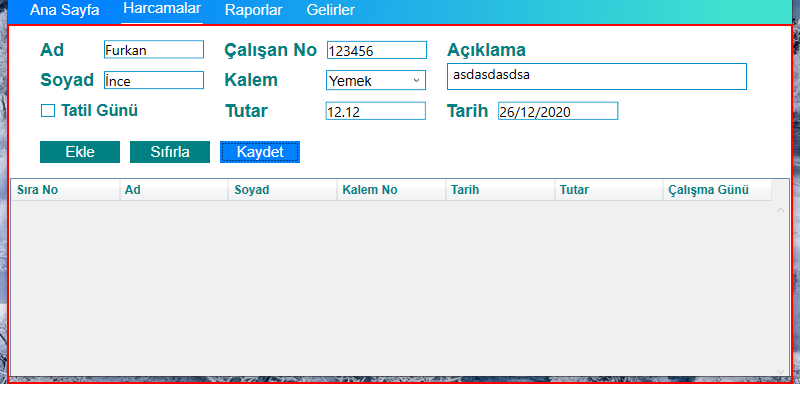 Ana Sayfa Harcamalar Raporlar Gelirler
Ad Furkan Çalışan No 123456 Açıklama
Soyad İnce Kalem Yemek asdasdasdsa
Tatil Günü Tutar 12.12 Tarih 26/12/2020
Ekle Sıfırla Kaydet
Sıra No Ad Soyad Kalem No Tarih Tutar Çalışma Günü